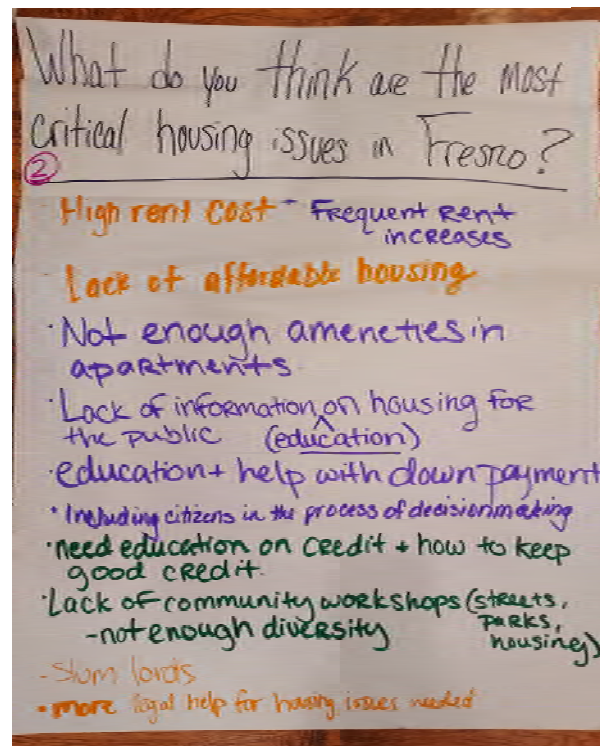 What do you think are the most
critical housing issues in Fresno?
2
High rent cost - Frequent Rent
increases
Lack of affordable housing
· Not enough ameneties in
apartments
· Lack of information ^ on housing for
the public (education)
· education + help with down payment
· Including citizens in the process of decisionmaking
· need education on credit + how to keep
good credit.
· Lack of community workshops (streets,
- not enough diversity parks,
housing)
- Slum lords
· more legal help for housing issues needed